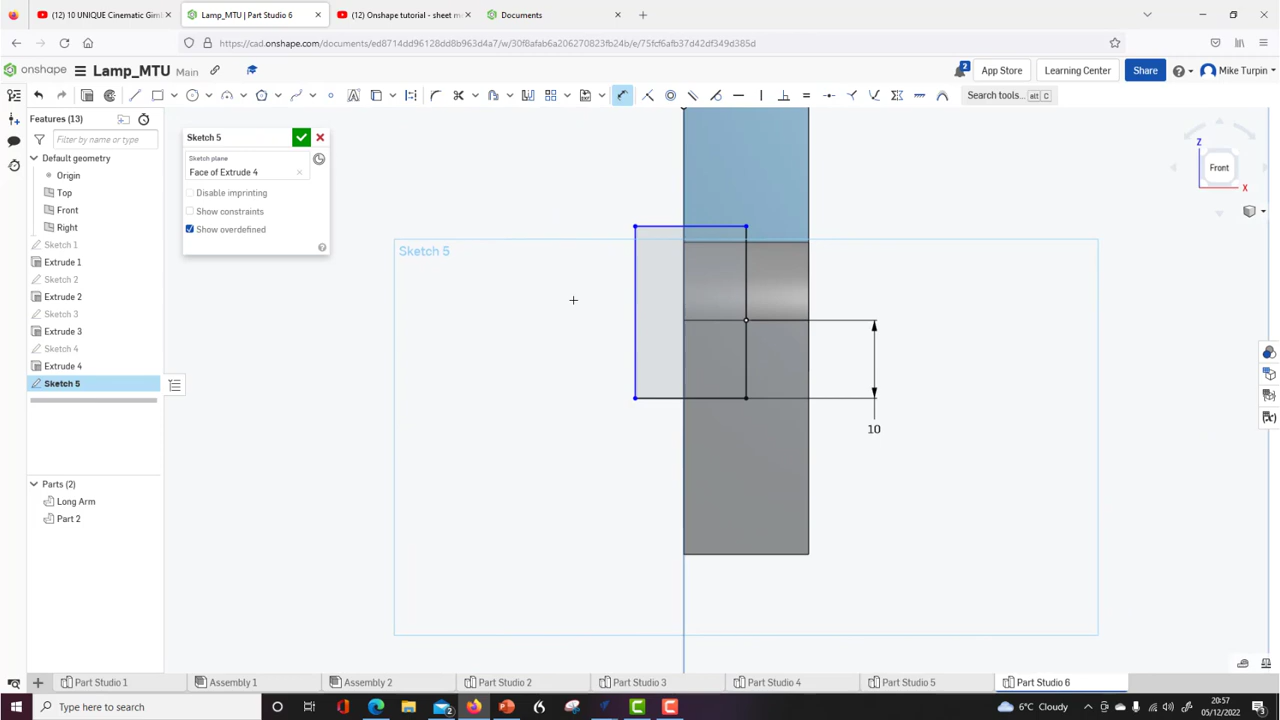 (12) 10 UNIQUE Cinematic Giml
Lamp_MTU | Part Studio 6
(12) Onshape tutorial - sheet m
Documents
https://cad.onshape.com/documents/ed8714dd96128dd8b963d4a7/w/30f8afab6a206270823fb24b/e/75fcf6afb37d42df349d385d
onshape
Lamp_MTU
Main
2
App Store
Learning Center
Share
Mike Turpin
Search tools...
alt
C
Features (13)
Filter by name or type
Default geometry
Origin
Top
Front
Right
Sketch 1
Extrude 1
Sketch 2
Extrude 2
Sketch 3
Extrude 3
Sketch 4
Extrude 4
Sketch 5
Parts (2)
Long Arm
Part 2
Sketch 5
Sketch plane
Face of Extrude 4
Disable imprinting
Show constraints
Show overdefined
Sketch 5
10
Z
Front
X
Part Studio 1
Assembly 1
Assembly 2
Part Studio 2
Part Studio 3
Part Studio 4
Part Studio 5
Part Studio 6
Type here to search
2
6°C Cloudy
20:57
05/12/2022
3